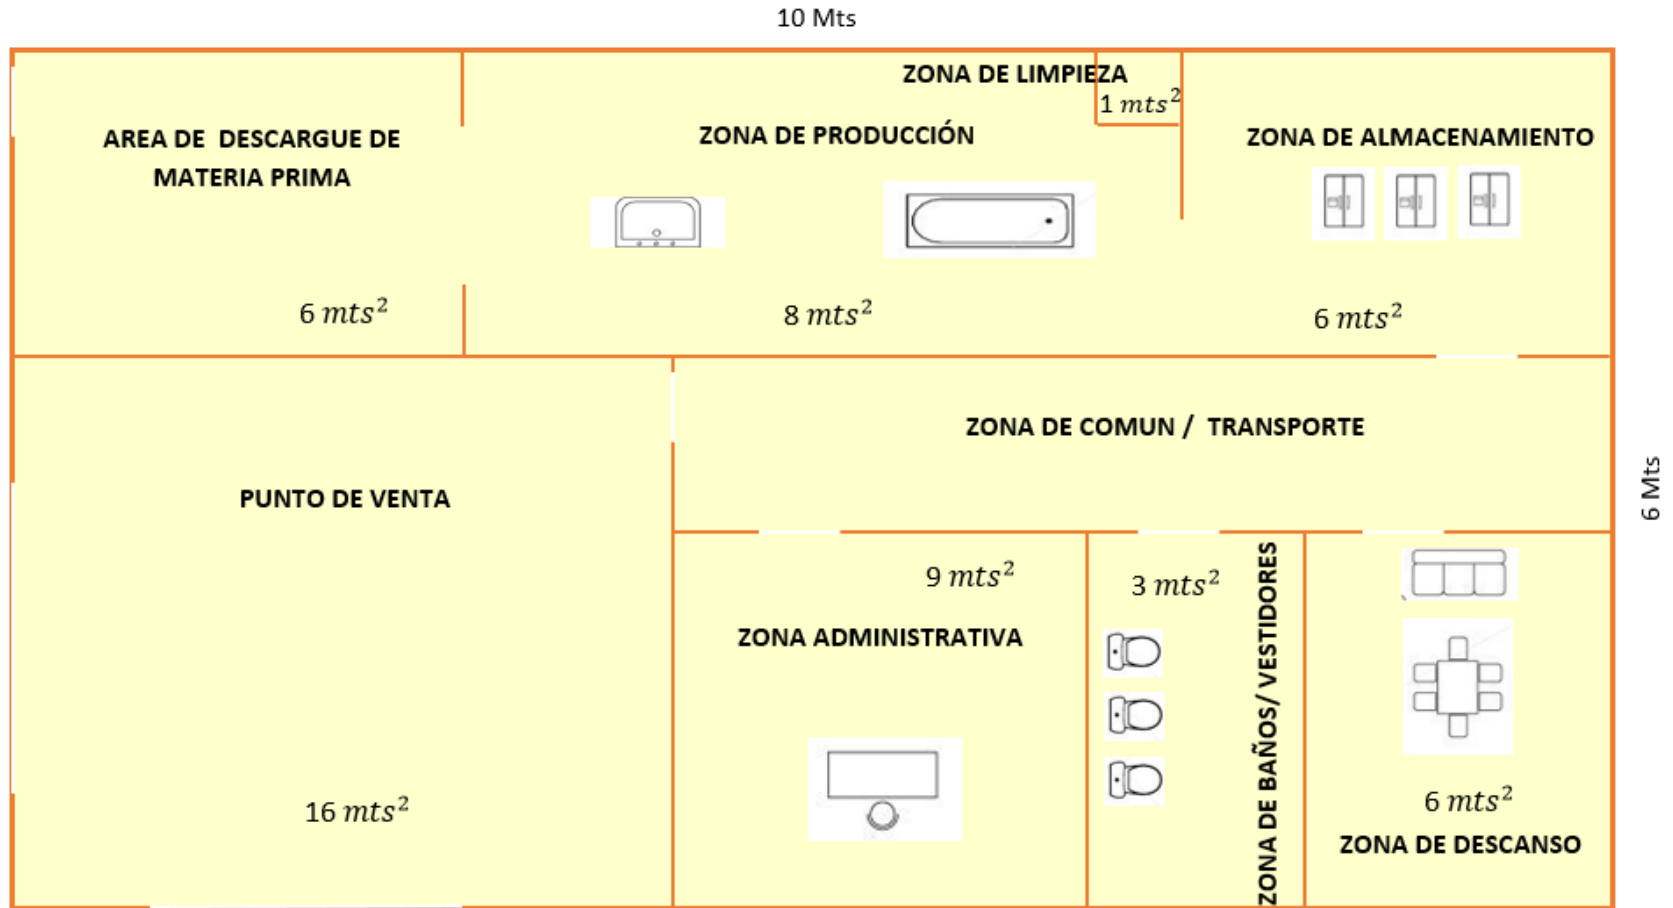 10 Mts
ZONA DE LIMPIEZA
1 mts²
AREA DE DESCARGUE DE
MATERIA PRIMA
ZONA DE PRODUCCIÓN
ZONA DE ALMACENAMIENTO
6 mts²
8 mts²
6 mts²
ZONA DE COMUN / TRANSPORTE
PUNTO DE VENTA
6 Mts
9 mts²
3 mts²
ZONA ADMINISTRATIVA
ZONA DE BAÑOS/ VESTIDORES
16 mts²
6 mts²
ZONA DE DESCANSO